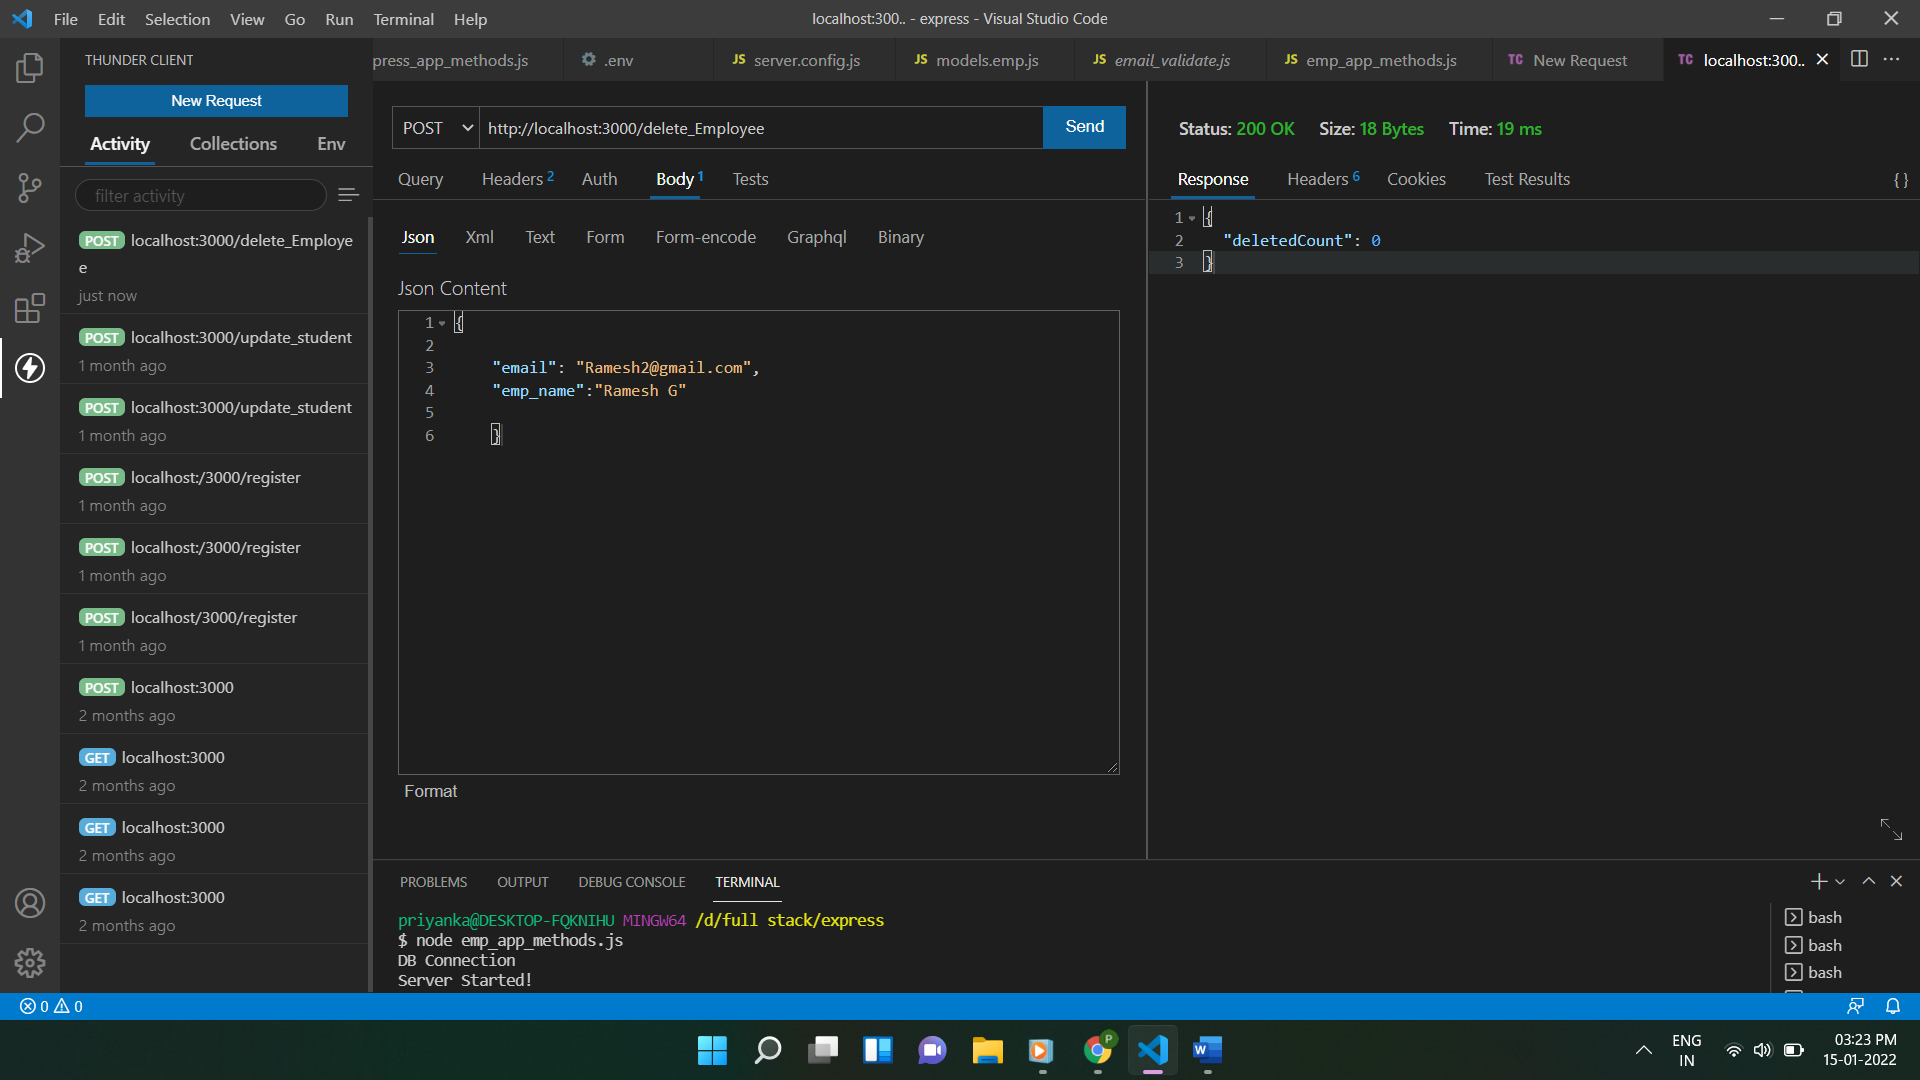 File Edit Selection View Go Run Terminal Help
localhost:300.. - express - Visual Studio Code
THUNDER CLIENT
New Request
Activity Collections Env
filter activity
POST localhost:3000/delete_Employe
e
just now
POST localhost:3000/update_student
1 month ago
POST localhost:3000/update_student
1 month ago
POST localhost:/3000/register
1 month ago
POST localhost:/3000/register
1 month ago
POST localhost/3000/register
1 month ago
POST localhost:3000
2 months ago
GET localhost:3000
2 months ago
GET localhost:3000
2 months ago
GET localhost:3000
2 months ago
press_app_methods.js .env JS server.config.js JS models.emp.js JS email_validate.js JS emp_app_methods.js TC New Request TC localhost:300..
POST http://localhost:3000/delete_Employee Send
Query Headers 2 Auth Body 1 Tests
Json Xml Text Form Form-encode Graphql Binary
Json Content
1 {
2
3 "email": "Ramesh2@gmail.com",
4 "emp_name":"Ramesh G"
5
6 }
Format
Status: 200 OK Size: 18 Bytes Time: 19 ms
Response Headers 6 Cookies Test Results { }
1 {
2 "deletedCount": 0
3 }
PROBLEMS OUTPUT DEBUG CONSOLE TERMINAL
priyanka@DESKTOP-FQKNIHU MINGW64 /d/full stack/express
$ node emp_app_methods.js
DB Connection
Server Started!
bash
bash
bash
0 0
P
W
ENG
IN
03:23 PM
15-01-2022